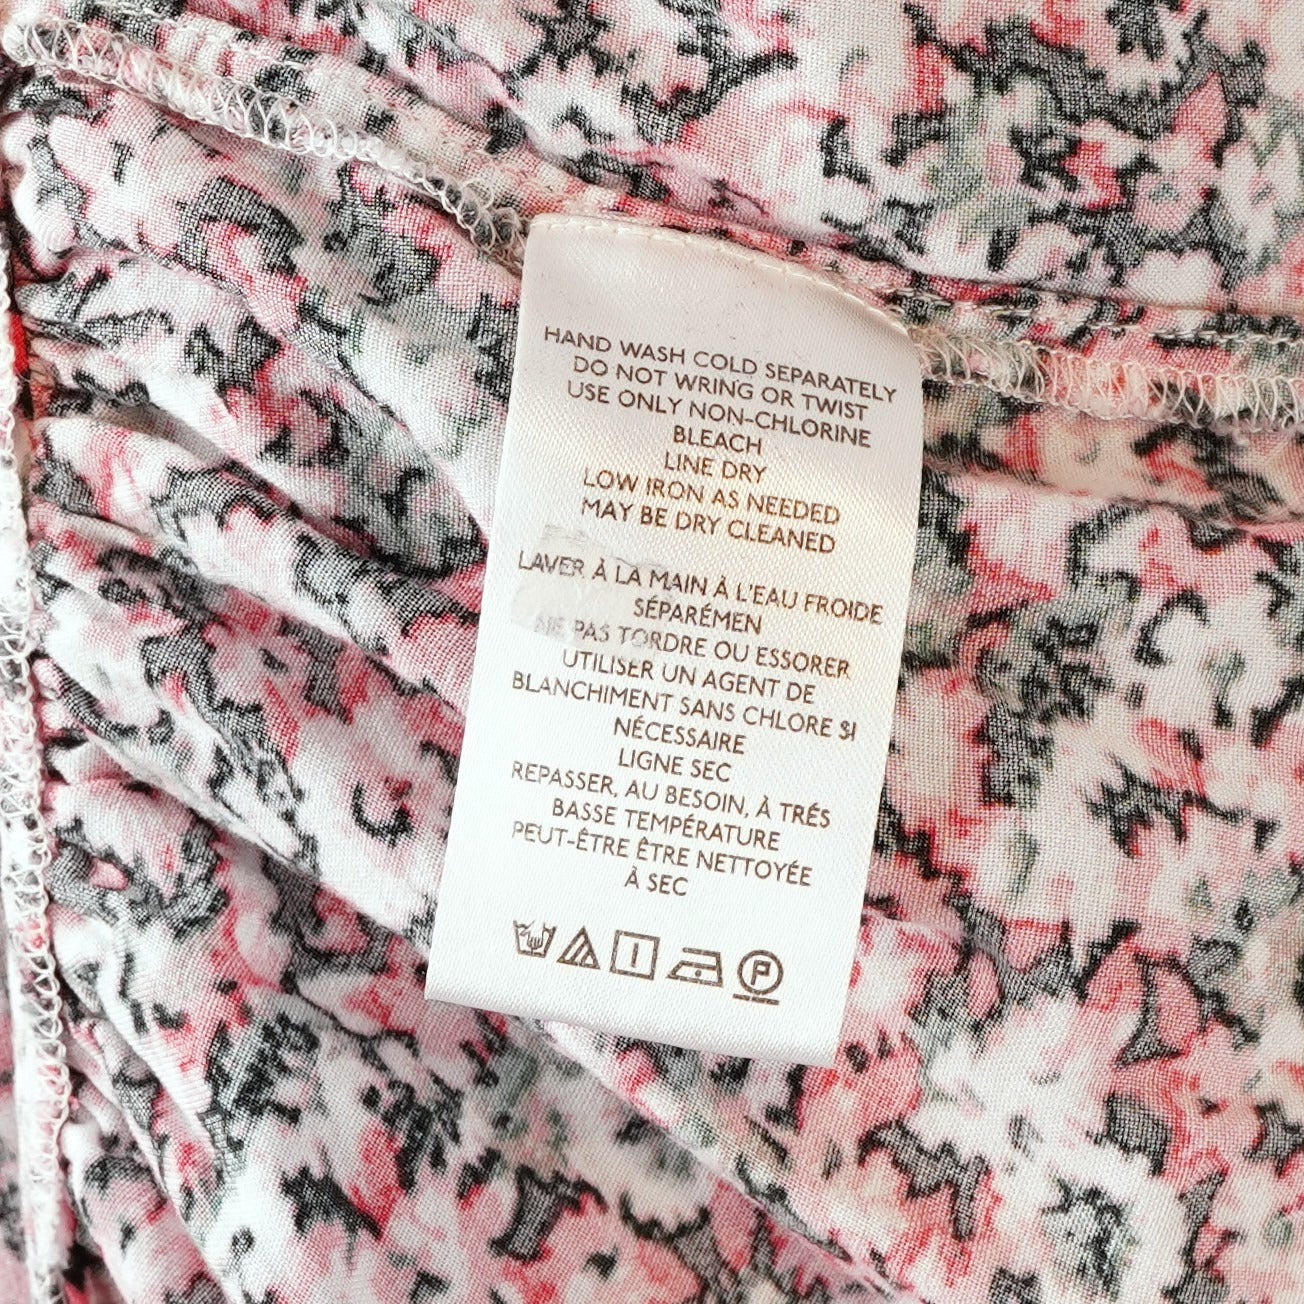 HAND WASH COLD SEPARATELY
DO NOT WRING OR TWIST
USE ONLY NON-CHLORINE
BLEACH
LINE DRY
LOW IRON AS NEEDED
MAY BE DRY CLEANED
LAVER À LA MAIN À L'EAU FROIDE
SÉPARÉMEN
NE PAS TORDRE OU ESSORER
UTILISER UN AGENT DE
BLANCHIMENT SANS CHLORE SI
NÉCESSAIRE
LIGNE SEC
REPASSER, AU BESOIN, À TRÉS
BASSE TEMPÉRATURE
PEUT-ÊTRE ÊTRE NETTOYÉE
À SEC
P